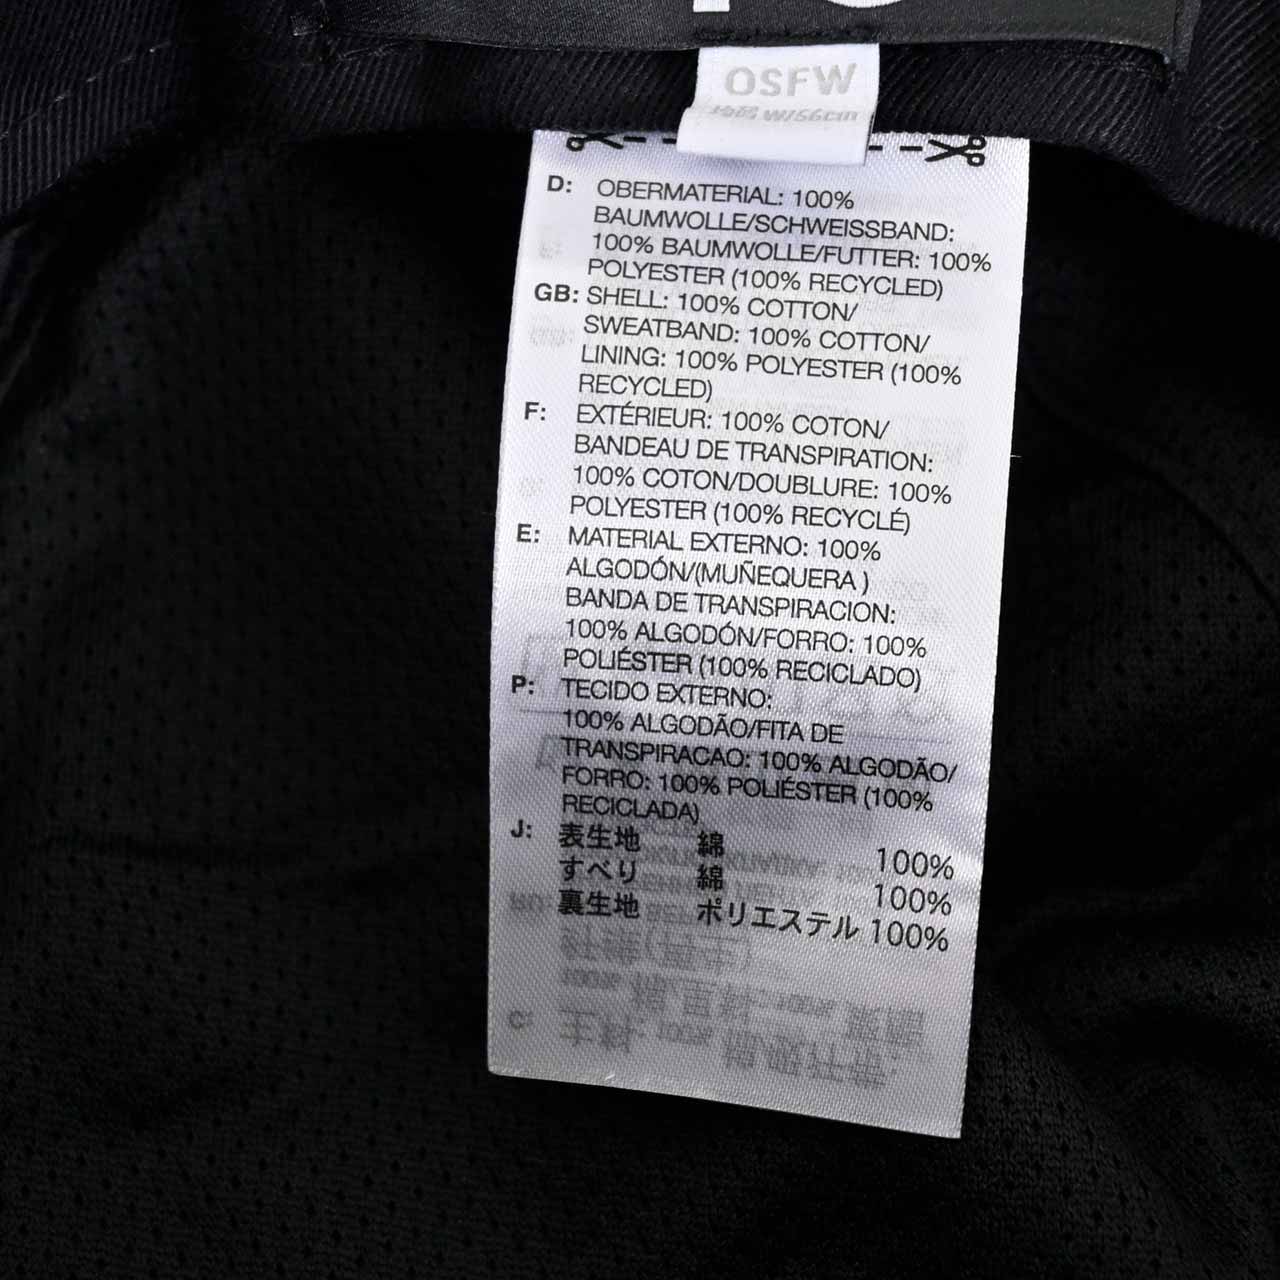 OSFW
W/56cm
D: OBERMATERIAL: 100%
BAUMWOLLE/SCHWEISSBAND:
100% BAUMWOLLE/FUTTER: 100%
POLYESTER (100% RECYCLED)
GB: SHELL: 100% COTTON/
SWEATBAND: 100% COTTON/
LINING: 100% POLYESTER (100%
RECYCLED)
F: EXTÉRIEUR: 100% COTON/
BANDEAU DE TRANSPIRATION:
100% COTON/DOUBLURE: 100%
POLYESTER (100% RECYCLÉ)
E: MATERIAL EXTERNO: 100%
ALGODÓN/(MUÑEQUERA )
BANDA DE TRANSPIRACION:
100% ALGODÓN/FORRO: 100%
POLIÉSTER (100% RECICLADO)
P: TECIDO EXTERNO:
100% ALGODÃO/FITA DE
TRANSPIRACAO: 100% ALGODÃO/
FORRO: 100% POLIÉSTER (100%
RECICLADA)
J: 表生地 綿 100%
すべり 綿 100%
裏生地 ポリエステル 100%